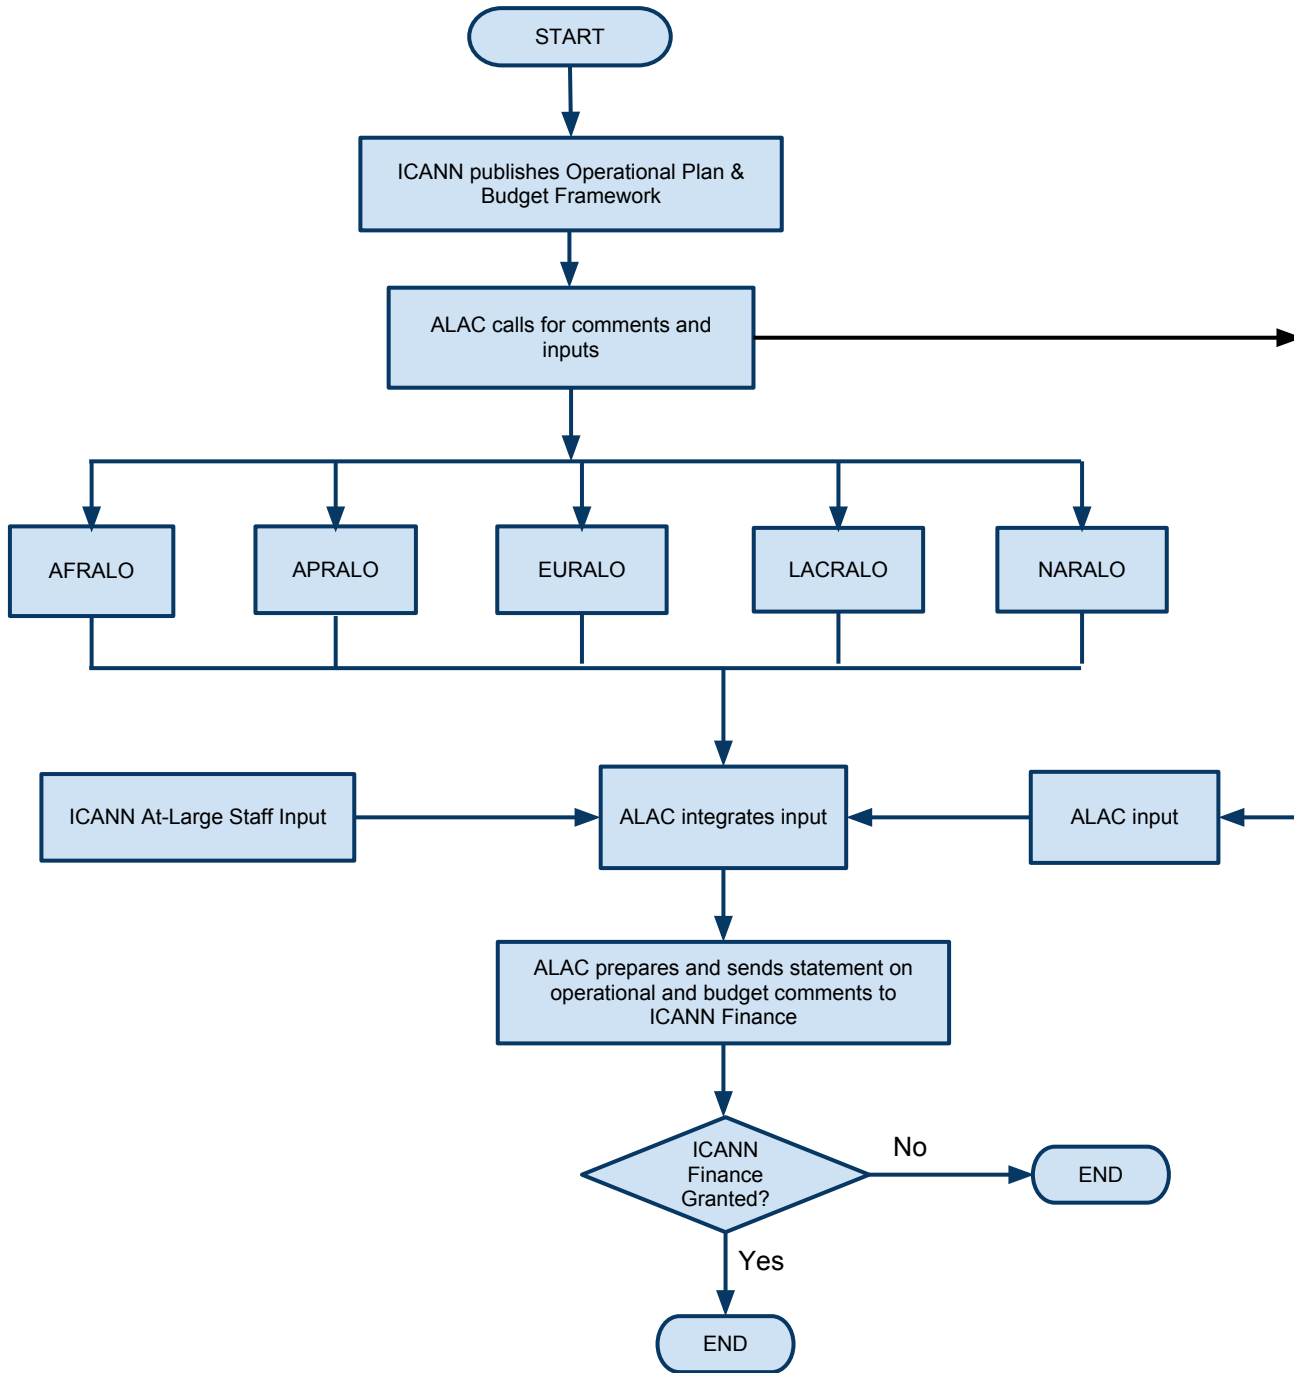 START
ICANN publishes Operational Plan &
Budget Framework
ALAC calls for comments and
inputs
AFRALO
APRALO
EURALO
LACRALO
NARALO
ICANN At-Large Staff Input
ALAC integrates input
ALAC input
ALAC prepares and sends statement on
operational and budget comments to
ICANN Finance
ICANN
Finance
Granted?
No
END
Yes
END